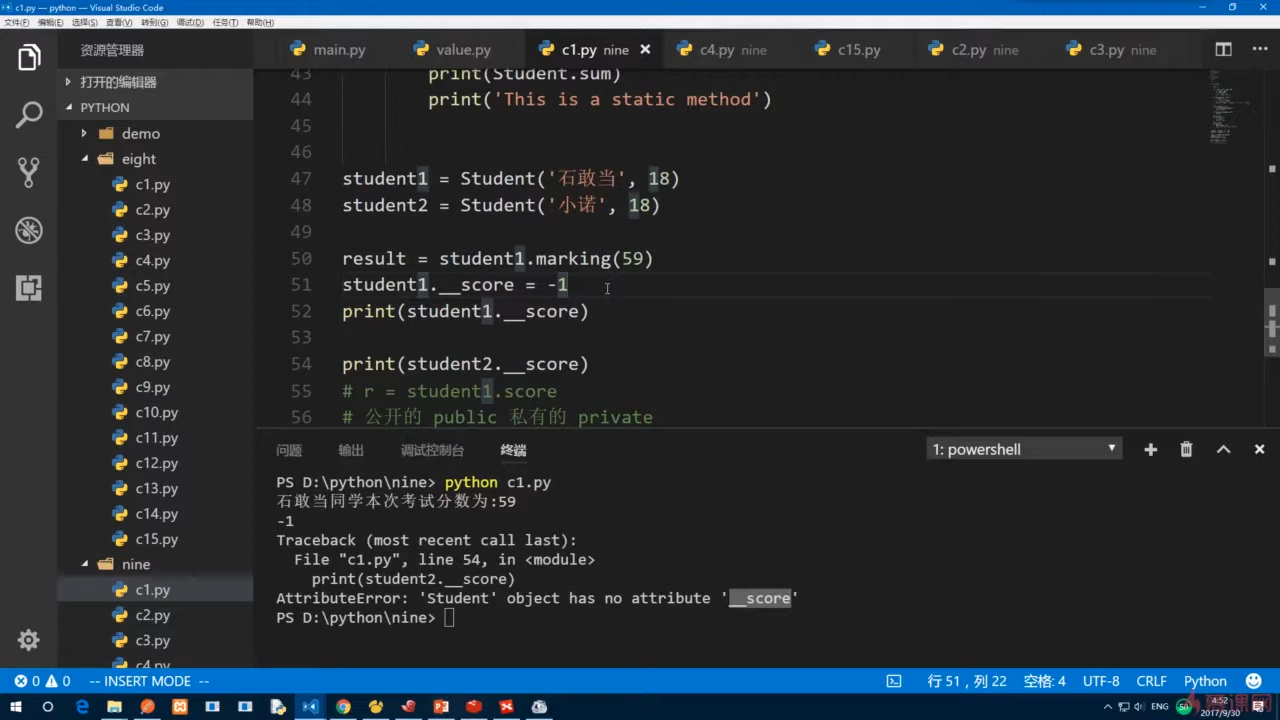 c1.py — python — Visual Studio Code
文件(F) 编辑(E) 选择(S) 查看(V) 转到(G) 调试(D) 任务(T) 帮助(H)
资源管理器
main.py value.py c1.py nine c4.py nine c15.py c2.py nine c3.py nine
打开的编辑器
PYTHON
demo
eight
c1.py
c2.py
c3.py
c4.py
c5.py
c6.py
c7.py
c8.py
c9.py
c10.py
c11.py
c12.py
c13.py
c14.py
c15.py
nine
c1.py
c2.py
c3.py
c4.py
43 print(Student.sum)
44 print('This is a static method')
45
46
47 student1 = Student('石敢当', 18)
48 student2 = Student('小诺', 18)
49
50 result = student1.marking(59)
51 student1.__score = -1
52 print(student1.__score)
53
54 print(student2.__score)
55 # r = student1.score
56 # 公开的 public 私有的 private
问题 输出 调试控制台 终端 1: powershell
PS D:\python\nine> python c1.py
石敢当同学本次考试分数为:59
-1
Traceback (most recent call last):
File "c1.py", line 54, in <module>
print(student2.__score)
AttributeError: 'Student' object has no attribute '__score'
PS D:\python\nine>
0 0 -- INSERT MODE -- 行 51，列 22 空格: 4 UTF-8 CRLF Python
ENG 4:52
2017/9/30
慕课网